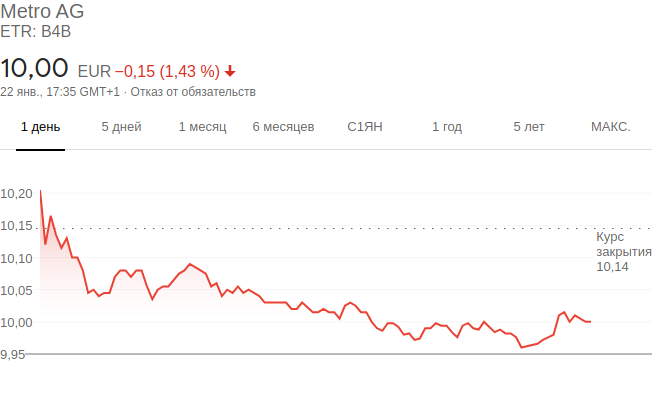 Metro AG
ETR: B4B
10,00 EUR −0,15 (1,43 %)
22 янв., 17:35 GMT+1 · Отказ от обязательств
1 день 5 дней 1 месяц 6 месяцев С1ЯН 1 год 5 лет МАКС.
10,20
10,15
Курс
закрытия
10,14
10,10
10,05
10,00
9,95